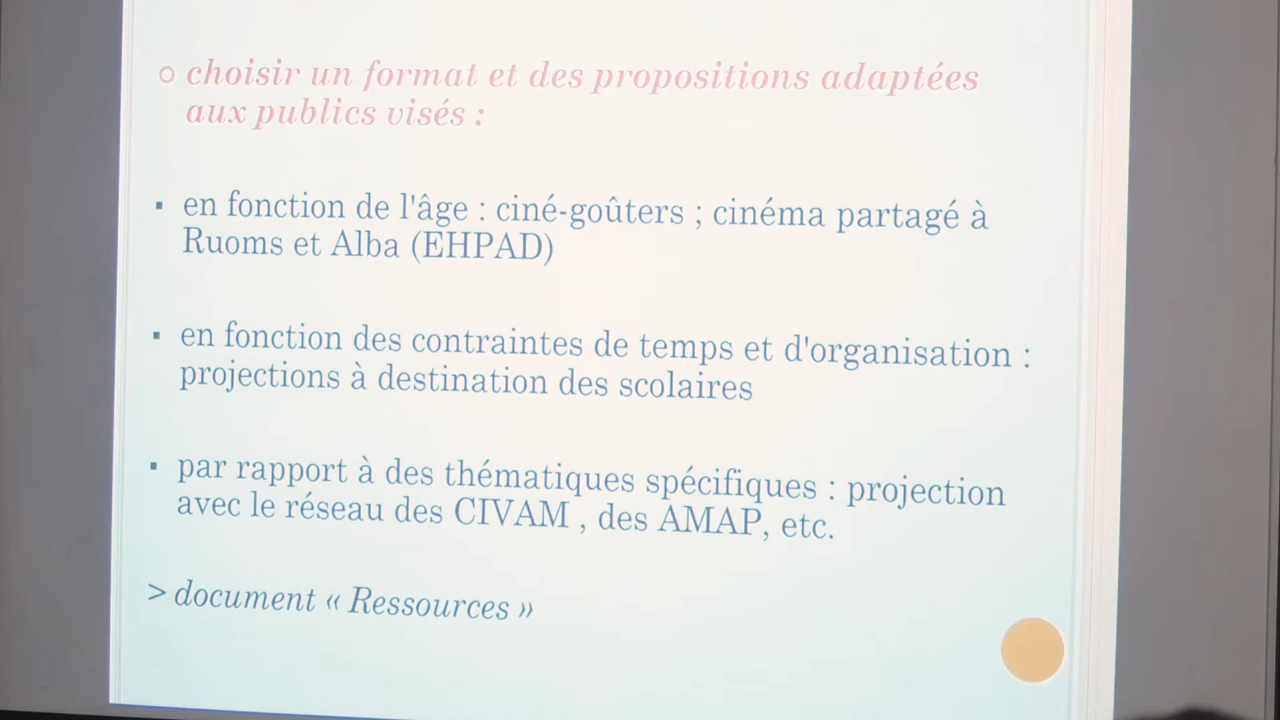 choisir un format et des propositions adaptées
aux publics visés :
en fonction de l'âge : ciné-goûters ; cinéma partagé à
Ruoms et Alba (EHPAD)
en fonction des contraintes de temps et d'organisation :
projections à destination des scolaires
par rapport à des thématiques spécifiques : projection
avec le réseau des CIVAM , des AMAP, etc.
> document « Ressources »